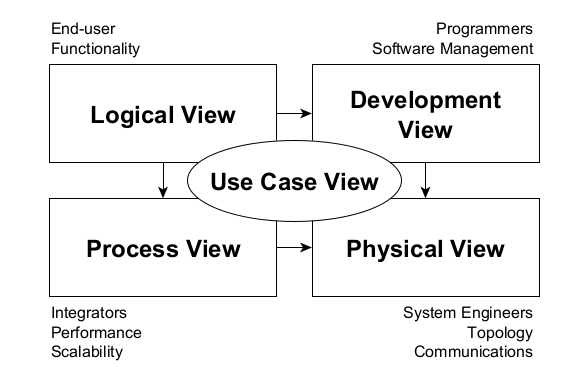 End-user
Functionality
Programmers
Software Management
Logical View
Development
View
Use Case View
Process View
Physical View
Integrators
Performance
Scalability
System Engineers
Topology
Communications